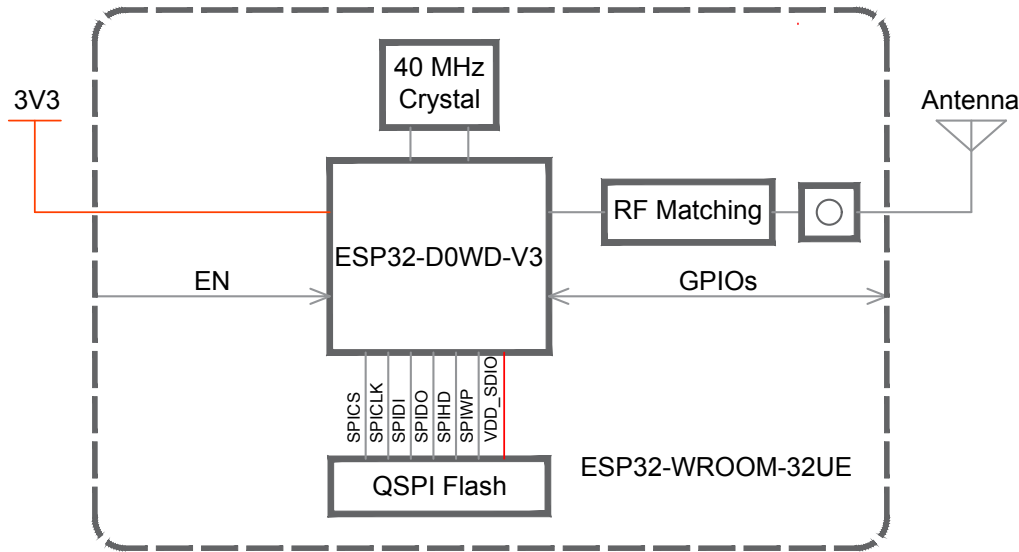 40 MHz
Crystal
3V3
Antenna
RF Matching
ESP32-D0WD-V3
EN
GPIOs
SPICS
SPICLK
SPIDI
SPIDO
SPIHD
SPIWP
VDD_SDIO
ESP32-WROOM-32UE
QSPI Flash